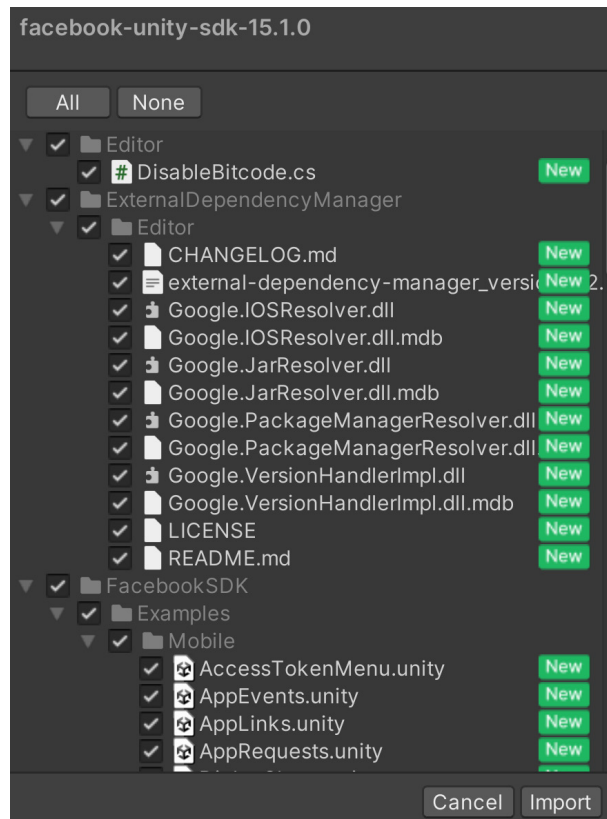 facebook-unity-sdk-15.1.0
All None
Editor
DisableBitcode.cs New
ExternalDependencyManager
Editor
CHANGELOG.md New
external-dependency-manager_versi New 2.
Google.IOSResolver.dll New
Google.IOSResolver.dll.mdb New
Google.JarResolver.dll New
Google.JarResolver.dll.mdb New
Google.PackageManagerResolver.dll New
Google.PackageManagerResolver.dll. New
Google.VersionHandlerImpl.dll New
Google.VersionHandlerImpl.dll.mdb New
LICENSE New
README.md New
FacebookSDK
Examples
Mobile
AccessTokenMenu.unity New
AppEvents.unity New
AppLinks.unity New
AppRequests.unity New
Cancel Import